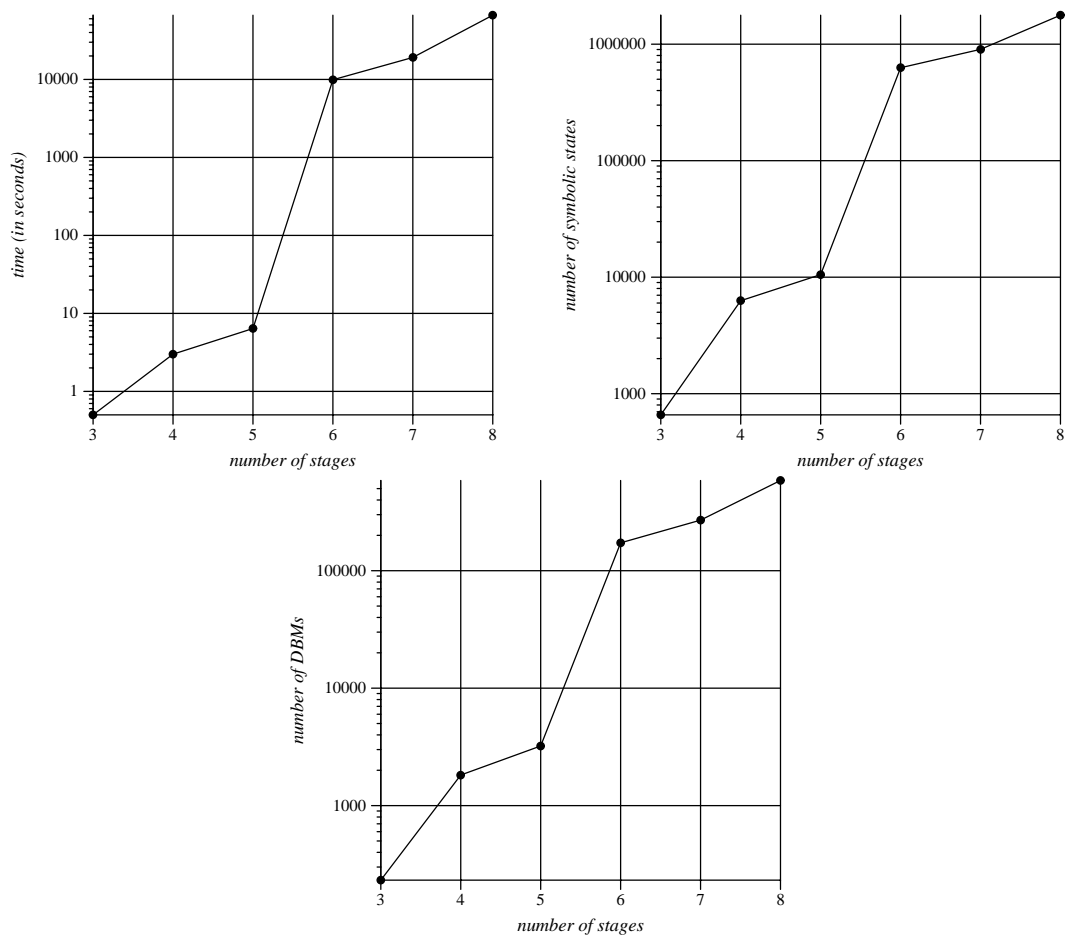 10000
1000
100
10
1
time (in seconds)
3 4 5 6 7 8
number of stages
1000000
100000
10000
1000
number of symbolic states
3 4 5 6 7 8
number of stages
100000
10000
1000
number of DBMs
3 4 5 6 7 8
number of stages